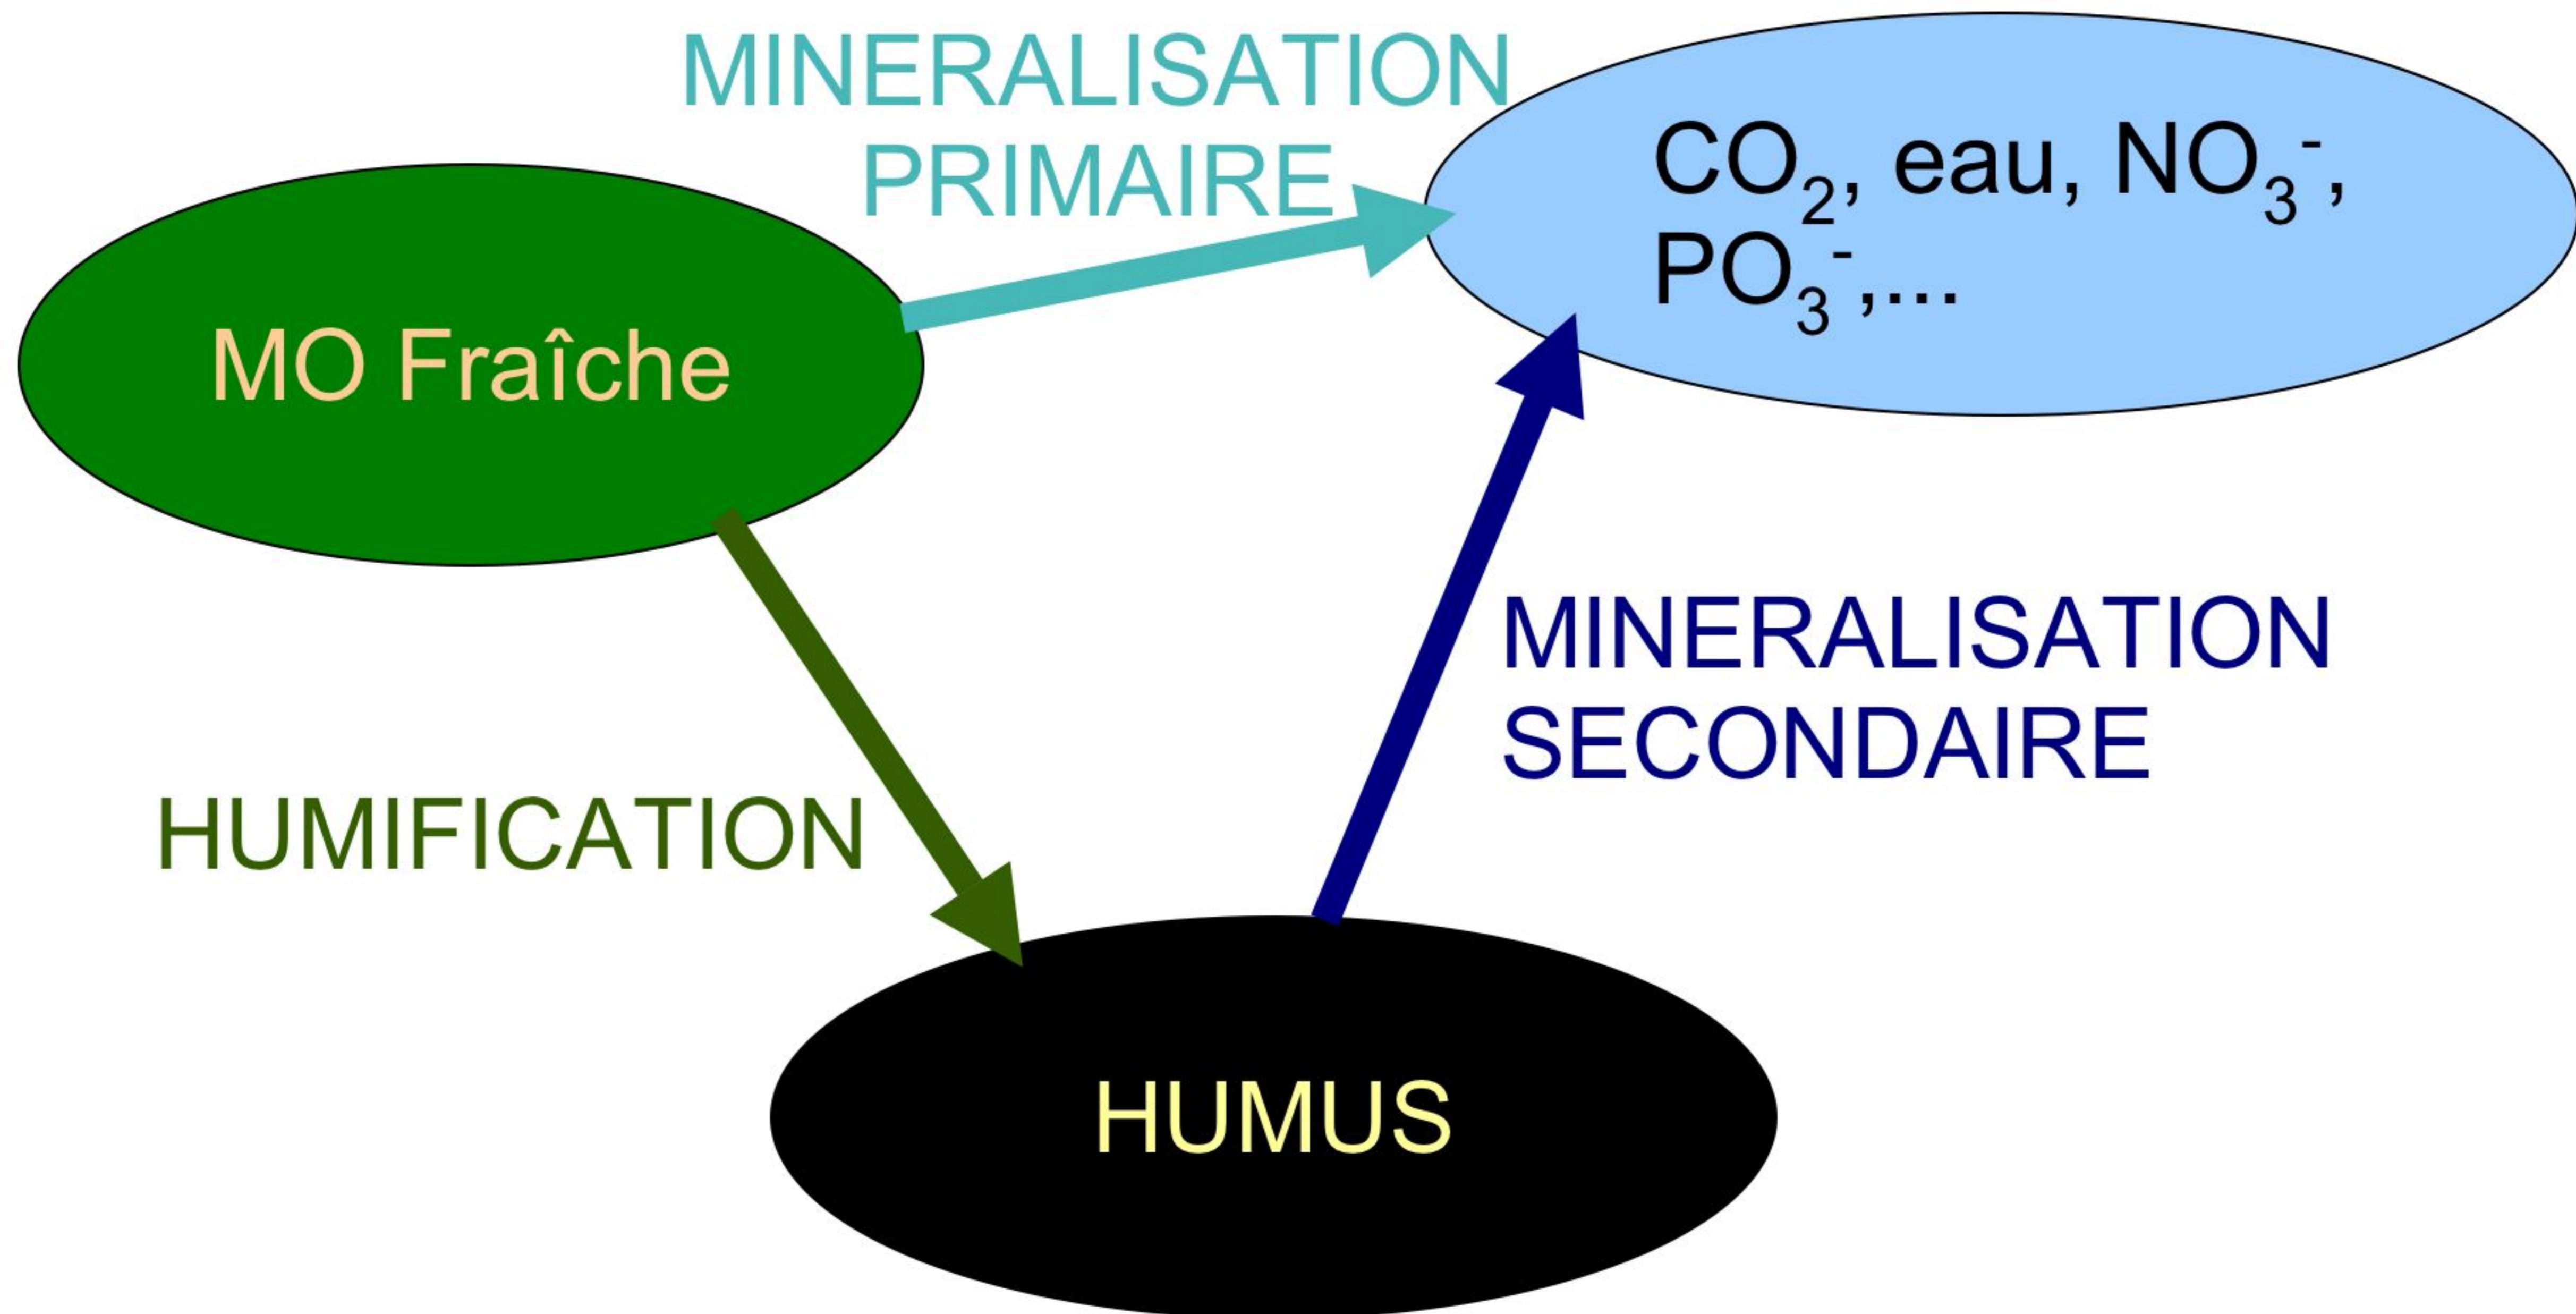 MINERALISATION
PRIMAIRE
CO₂, eau, NO₃⁻,
PO₃⁻,...
MO Fraîche
MINERALISATION
SECONDAIRE
HUMIFICATION
HUMUS